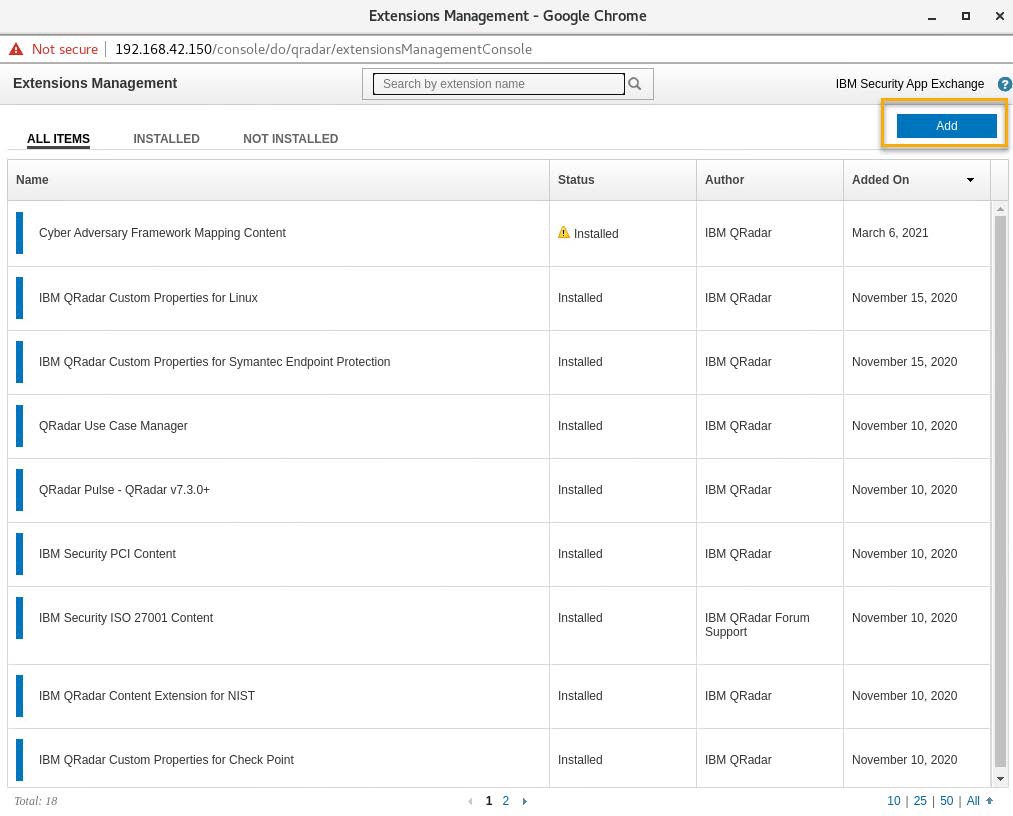 Extensions Management - Google Chrome
Not secure | 192.168.42.150/console/do/qradar/extensionsManagementConsole
Extensions Management
Search by extension name
IBM Security App Exchange
?
Add
ALL ITEMS INSTALLED NOT INSTALLED
Name Status Author Added On
Cyber Adversary Framework Mapping Content Installed IBM QRadar March 6, 2021
IBM QRadar Custom Properties for Linux Installed IBM QRadar November 15, 2020
IBM QRadar Custom Properties for Symantec Endpoint Protection Installed IBM QRadar November 15, 2020
QRadar Use Case Manager Installed IBM QRadar November 10, 2020
QRadar Pulse - QRadar v7.3.0+ Installed IBM QRadar November 10, 2020
IBM Security PCI Content Installed IBM QRadar November 10, 2020
IBM Security ISO 27001 Content Installed IBM QRadar Forum November 10, 2020
Support
IBM QRadar Content Extension for NIST Installed IBM QRadar November 10, 2020
IBM QRadar Custom Properties for Check Point Installed IBM QRadar November 10, 2020
Total: 18 1 2 10 | 25 | 50 | All